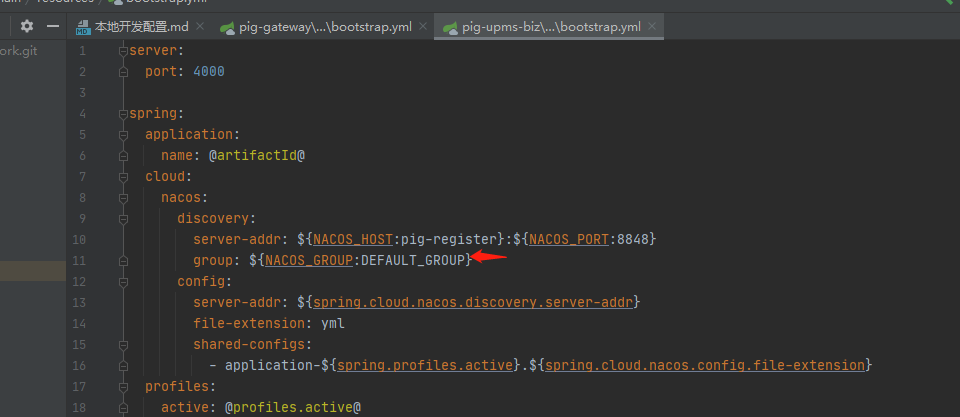 main resources bootstrap.yml
本地开发配置.md pig-gateway\...\bootstrap.yml pig-upms-biz\...\bootstrap.yml
ork.git
1 server:
2 port: 4000
3
4 spring:
5 application:
6 name: @artifactId@
7 cloud:
8 nacos:
9 discovery:
10 server-addr: ${NACOS_HOST:pig-register}:${NACOS_PORT:8848}
11 group: ${NACOS_GROUP:DEFAULT_GROUP}
12 config:
13 server-addr: ${spring.cloud.nacos.discovery.server-addr}
14 file-extension: yml
15 shared-configs:
16 - application-${spring.profiles.active}.${spring.cloud.nacos.config.file-extension}
17 profiles:
18 active: @profiles.active@